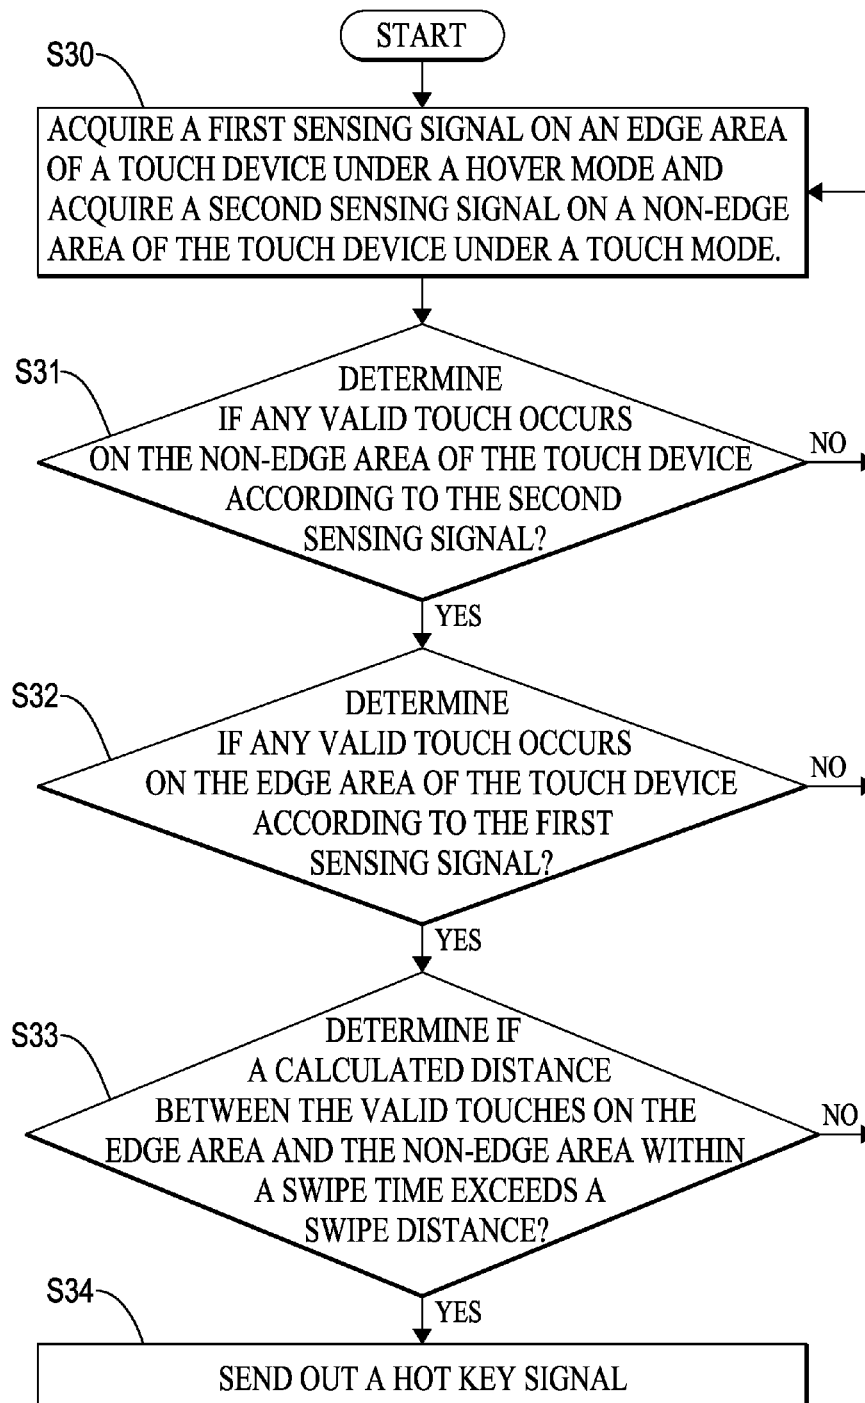 START
S30
ACQUIRE A FIRST SENSING SIGNAL ON AN EDGE AREA
OF A TOUCH DEVICE UNDER A HOVER MODE AND
ACQUIRE A SECOND SENSING SIGNAL ON A NON-EDGE
AREA OF THE TOUCH DEVICE UNDER A TOUCH MODE.
S31
DETERMINE
IF ANY VALID TOUCH OCCURS
ON THE NON-EDGE AREA OF THE TOUCH DEVICE
ACCORDING TO THE SECOND
SENSING SIGNAL?
NO
YES
S32
DETERMINE
IF ANY VALID TOUCH OCCURS
ON THE EDGE AREA OF THE TOUCH DEVICE
ACCORDING TO THE FIRST
SENSING SIGNAL?
NO
YES
S33
DETERMINE IF
A CALCULATED DISTANCE
BETWEEN THE VALID TOUCHES ON THE
EDGE AREA AND THE NON-EDGE AREA WITHIN
A SWIPE TIME EXCEEDS A
SWIPE DISTANCE?
NO
YES
S34
SEND OUT A HOT KEY SIGNAL